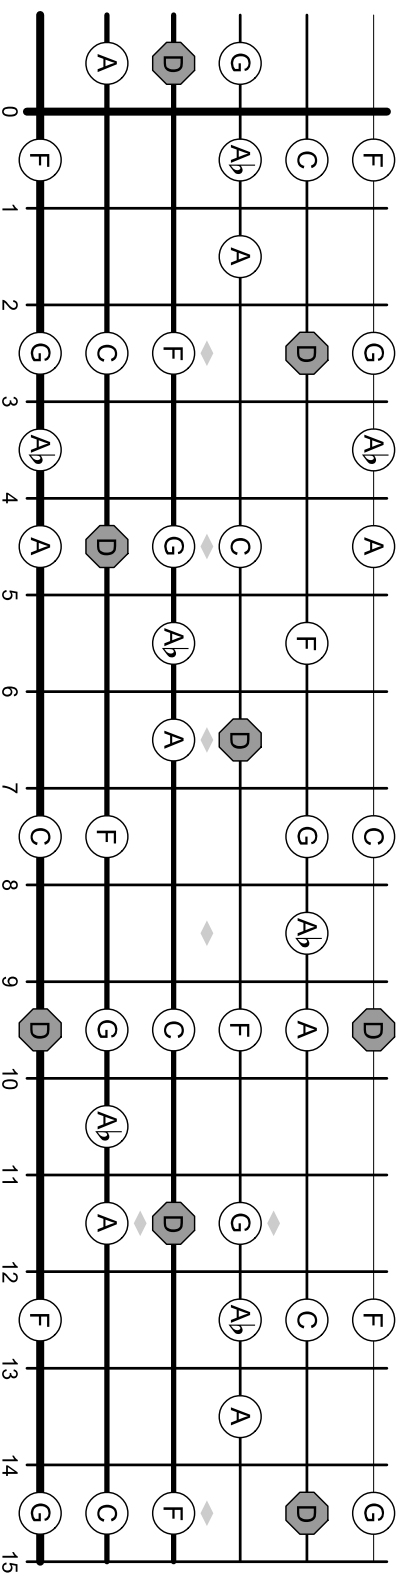 F G A♭ A C D F G
C D F G A♭ A C D
G A♭ A C D F G A♭ A
D F G A♭ A C D F
A C D F G A♭ A C
F G A♭ A C D F G
0 1 2 3 4 5 6 7 8 9 10 11 12 13 14 15